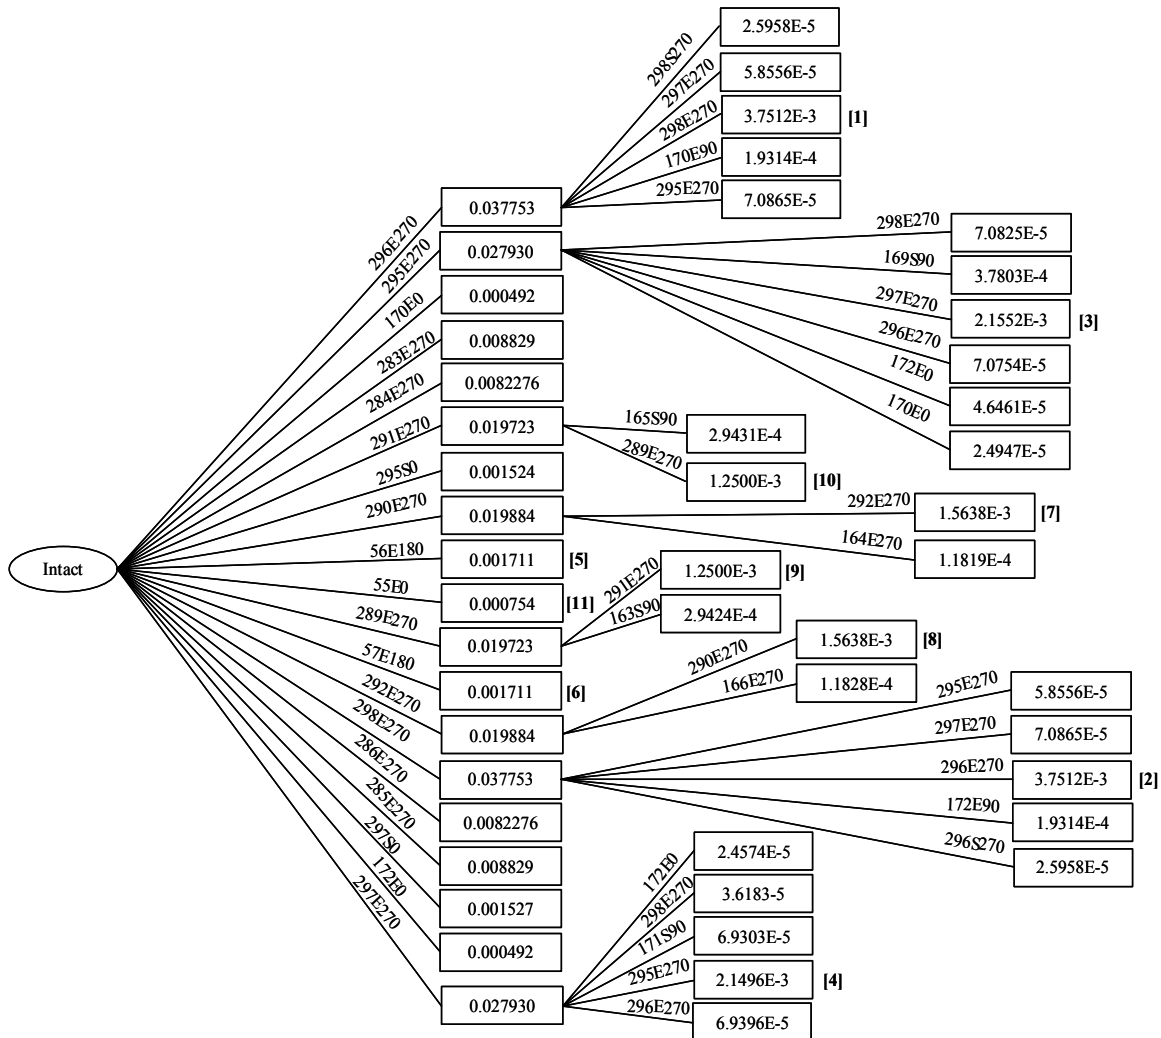 298S270
2.5958E-5
297E270
5.8556E-5
298E270
3.7512E-3 [1]
170E90
1.9314E-4
295E270
7.0865E-5
296E270
0.037753
295E270
0.027930
298E270
7.0825E-5
169S90
3.7803E-4
297E270
2.1552E-3 [3]
296E270
7.0754E-5
172E0
4.6461E-5
170E0
2.4947E-5
170E0
0.000492
283E270
0.008829
284E270
0.0082276
291E270
0.019723
165S90
2.9431E-4
289E270
1.2500E-3 [10]
295S0
0.001524
290E270
0.019884
292E270
1.5638E-3 [7]
164E270
1.1819E-4
Intact
56E180
0.001711 [5]
55E0
0.000754 [11]
289E270
0.019723
291E270
1.2500E-3 [9]
163S90
2.9424E-4
57E180
0.001711 [6]
292E270
0.019884
290E270
1.5638E-3 [8]
166E270
1.1828E-4
298E270
0.037753
295E270
5.8556E-5
297E270
7.0865E-5
296E270
3.7512E-3 [2]
172E90
1.9314E-4
296S270
2.5958E-5
286E270
0.0082276
285E270
0.008829
297S0
0.001527
172E0
0.000492
297E270
0.027930
172E0
2.4574E-5
298E270
3.6183-5
171S90
6.9303E-5
295E270
2.1496E-3 [4]
296E270
6.9396E-5